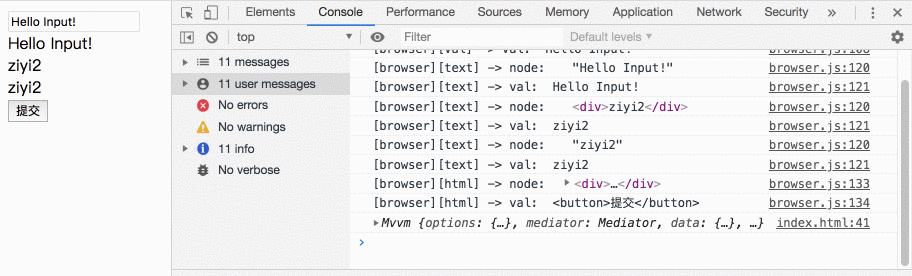 Hello Input!
Hello Input!
ziyi2
ziyi2
提交
Elements Console Performance Sources Memory Application Network Security »
top Filter Default levels ▼
11 messages
11 user messages
No errors
No warnings
11 info
No verbose
[browser][val] -> val: Hello Input! browser.js:108
[browser][text] -> node: "Hello Input!" browser.js:120
[browser][text] -> val: Hello Input! browser.js:121
[browser][text] -> node: <div>ziyi2</div> browser.js:120
[browser][text] -> val: ziyi2 browser.js:121
[browser][text] -> node: "ziyi2" browser.js:120
[browser][text] -> val: ziyi2 browser.js:121
[browser][html] -> node: <div>…</div> browser.js:133
[browser][html] -> val: <button>提交</button> browser.js:134
Mvvm {options: {…}, mediator: Mediator, data: {…}, …} index.html:41